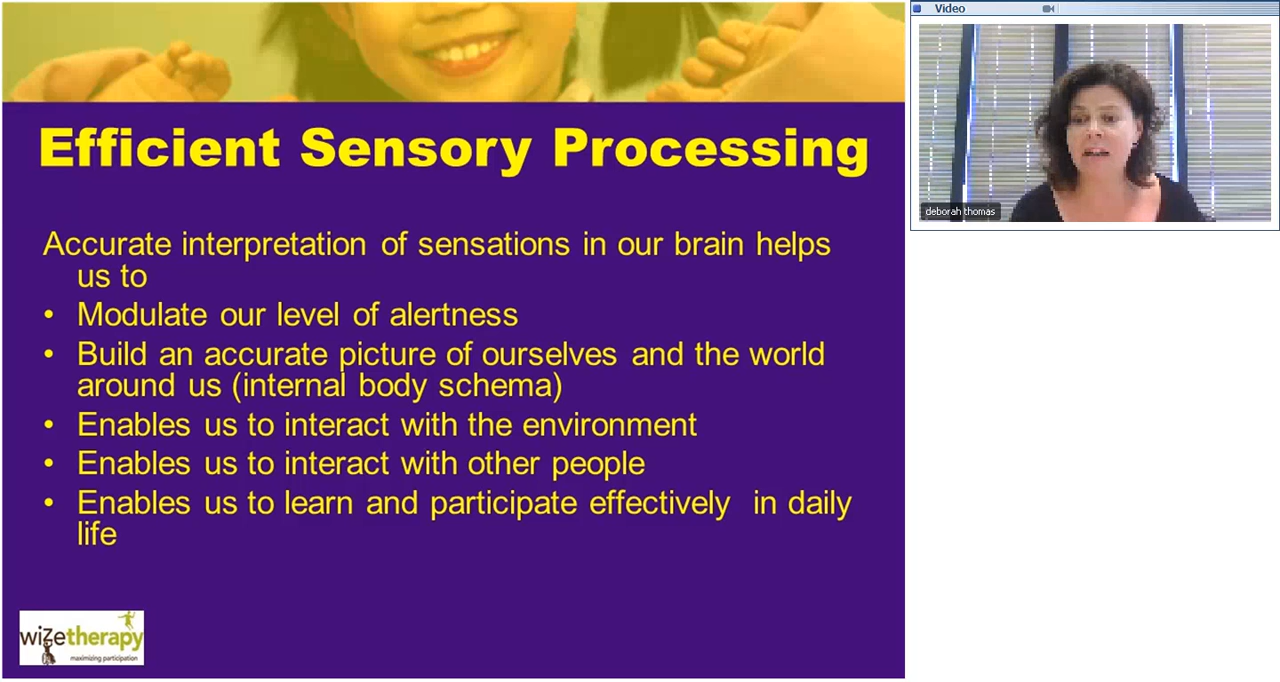 Efficient Sensory Processing
Accurate interpretation of sensations in our brain helps
us to
• Modulate our level of alertness
• Build an accurate picture of ourselves and the world
around us (internal body schema)
• Enables us to interact with the environment
• Enables us to interact with other people
• Enables us to learn and participate effectively in daily
life
wizetherapy
maximizing participation
Video
deborah thomas